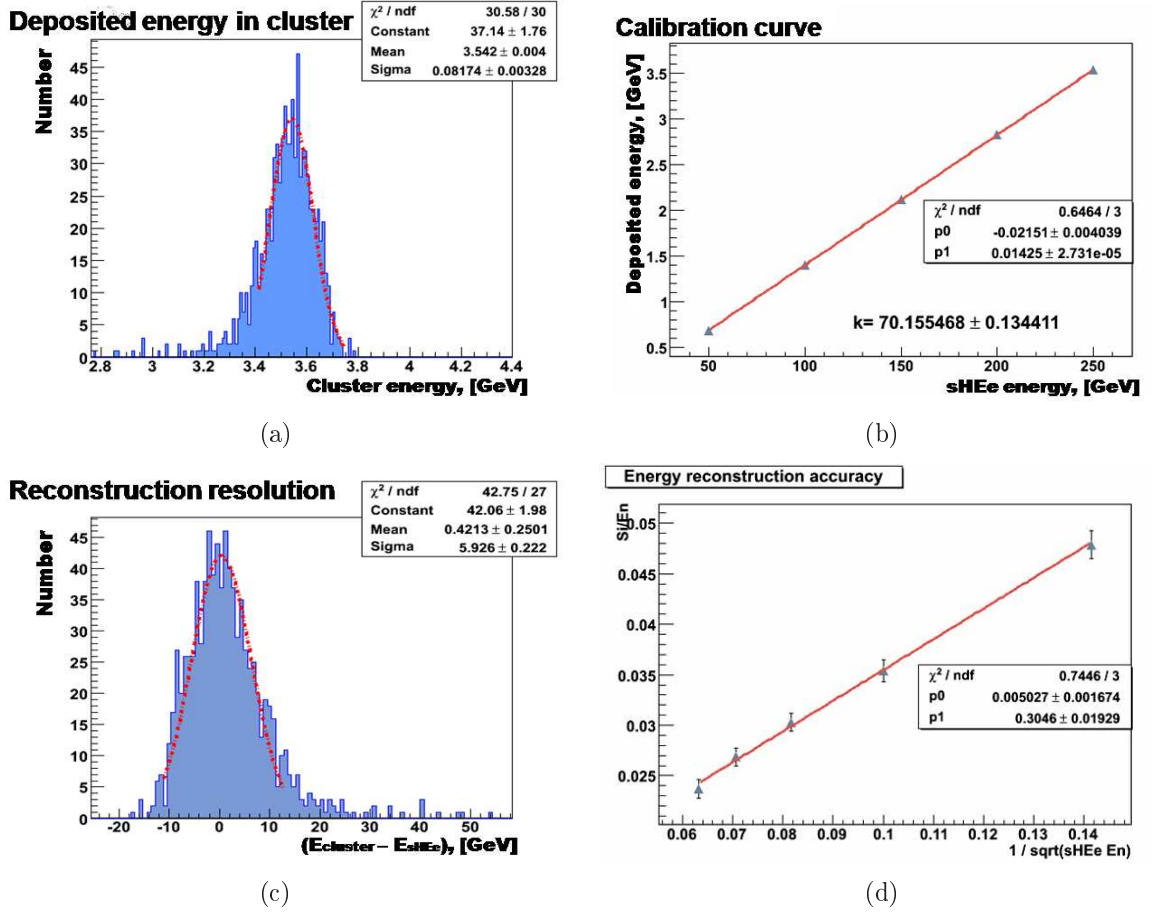 Deposited energy in cluster
χ² / ndf 30.58 / 30
Constant 37.14 ± 1.76
Mean 3.542 ± 0.004
Sigma 0.08174 ± 0.00328
Number
45
40
35
30
25
20
15
10
5
0
2.8 3 3.2 3.4 3.6 3.8 4 4.2 4.4
Cluster energy, [GeV]
(a)
Calibration curve
Deposited energy, [GeV]
3.5
3
2.5
2
1.5
1
0.5
χ² / ndf 0.6464 / 3
p0 -0.02151 ± 0.004039
p1 0.01425 ± 2.731e-05
k= 70.155468 ± 0.134411
50 100 150 200 250
sHEe energy, [GeV]
(b)
Reconstruction resolution
χ² / ndf 42.75 / 27
Constant 42.06 ± 1.98
Mean 0.4213 ± 0.2501
Sigma 5.926 ± 0.222
Number
45
40
35
30
25
20
15
10
5
0
-20 -10 0 10 20 30 40 50
(Ecluster – EsHEe), [GeV]
(c)
Energy reconstruction accuracy
Si/En
0.05
0.045
0.04
0.035
0.03
0.025
χ² / ndf 0.7446 / 3
p0 0.005027 ± 0.001674
p1 0.3046 ± 0.01929
0.06 0.07 0.08 0.09 0.1 0.11 0.12 0.13 0.14
1 / sqrt(sHEe En)
(d)